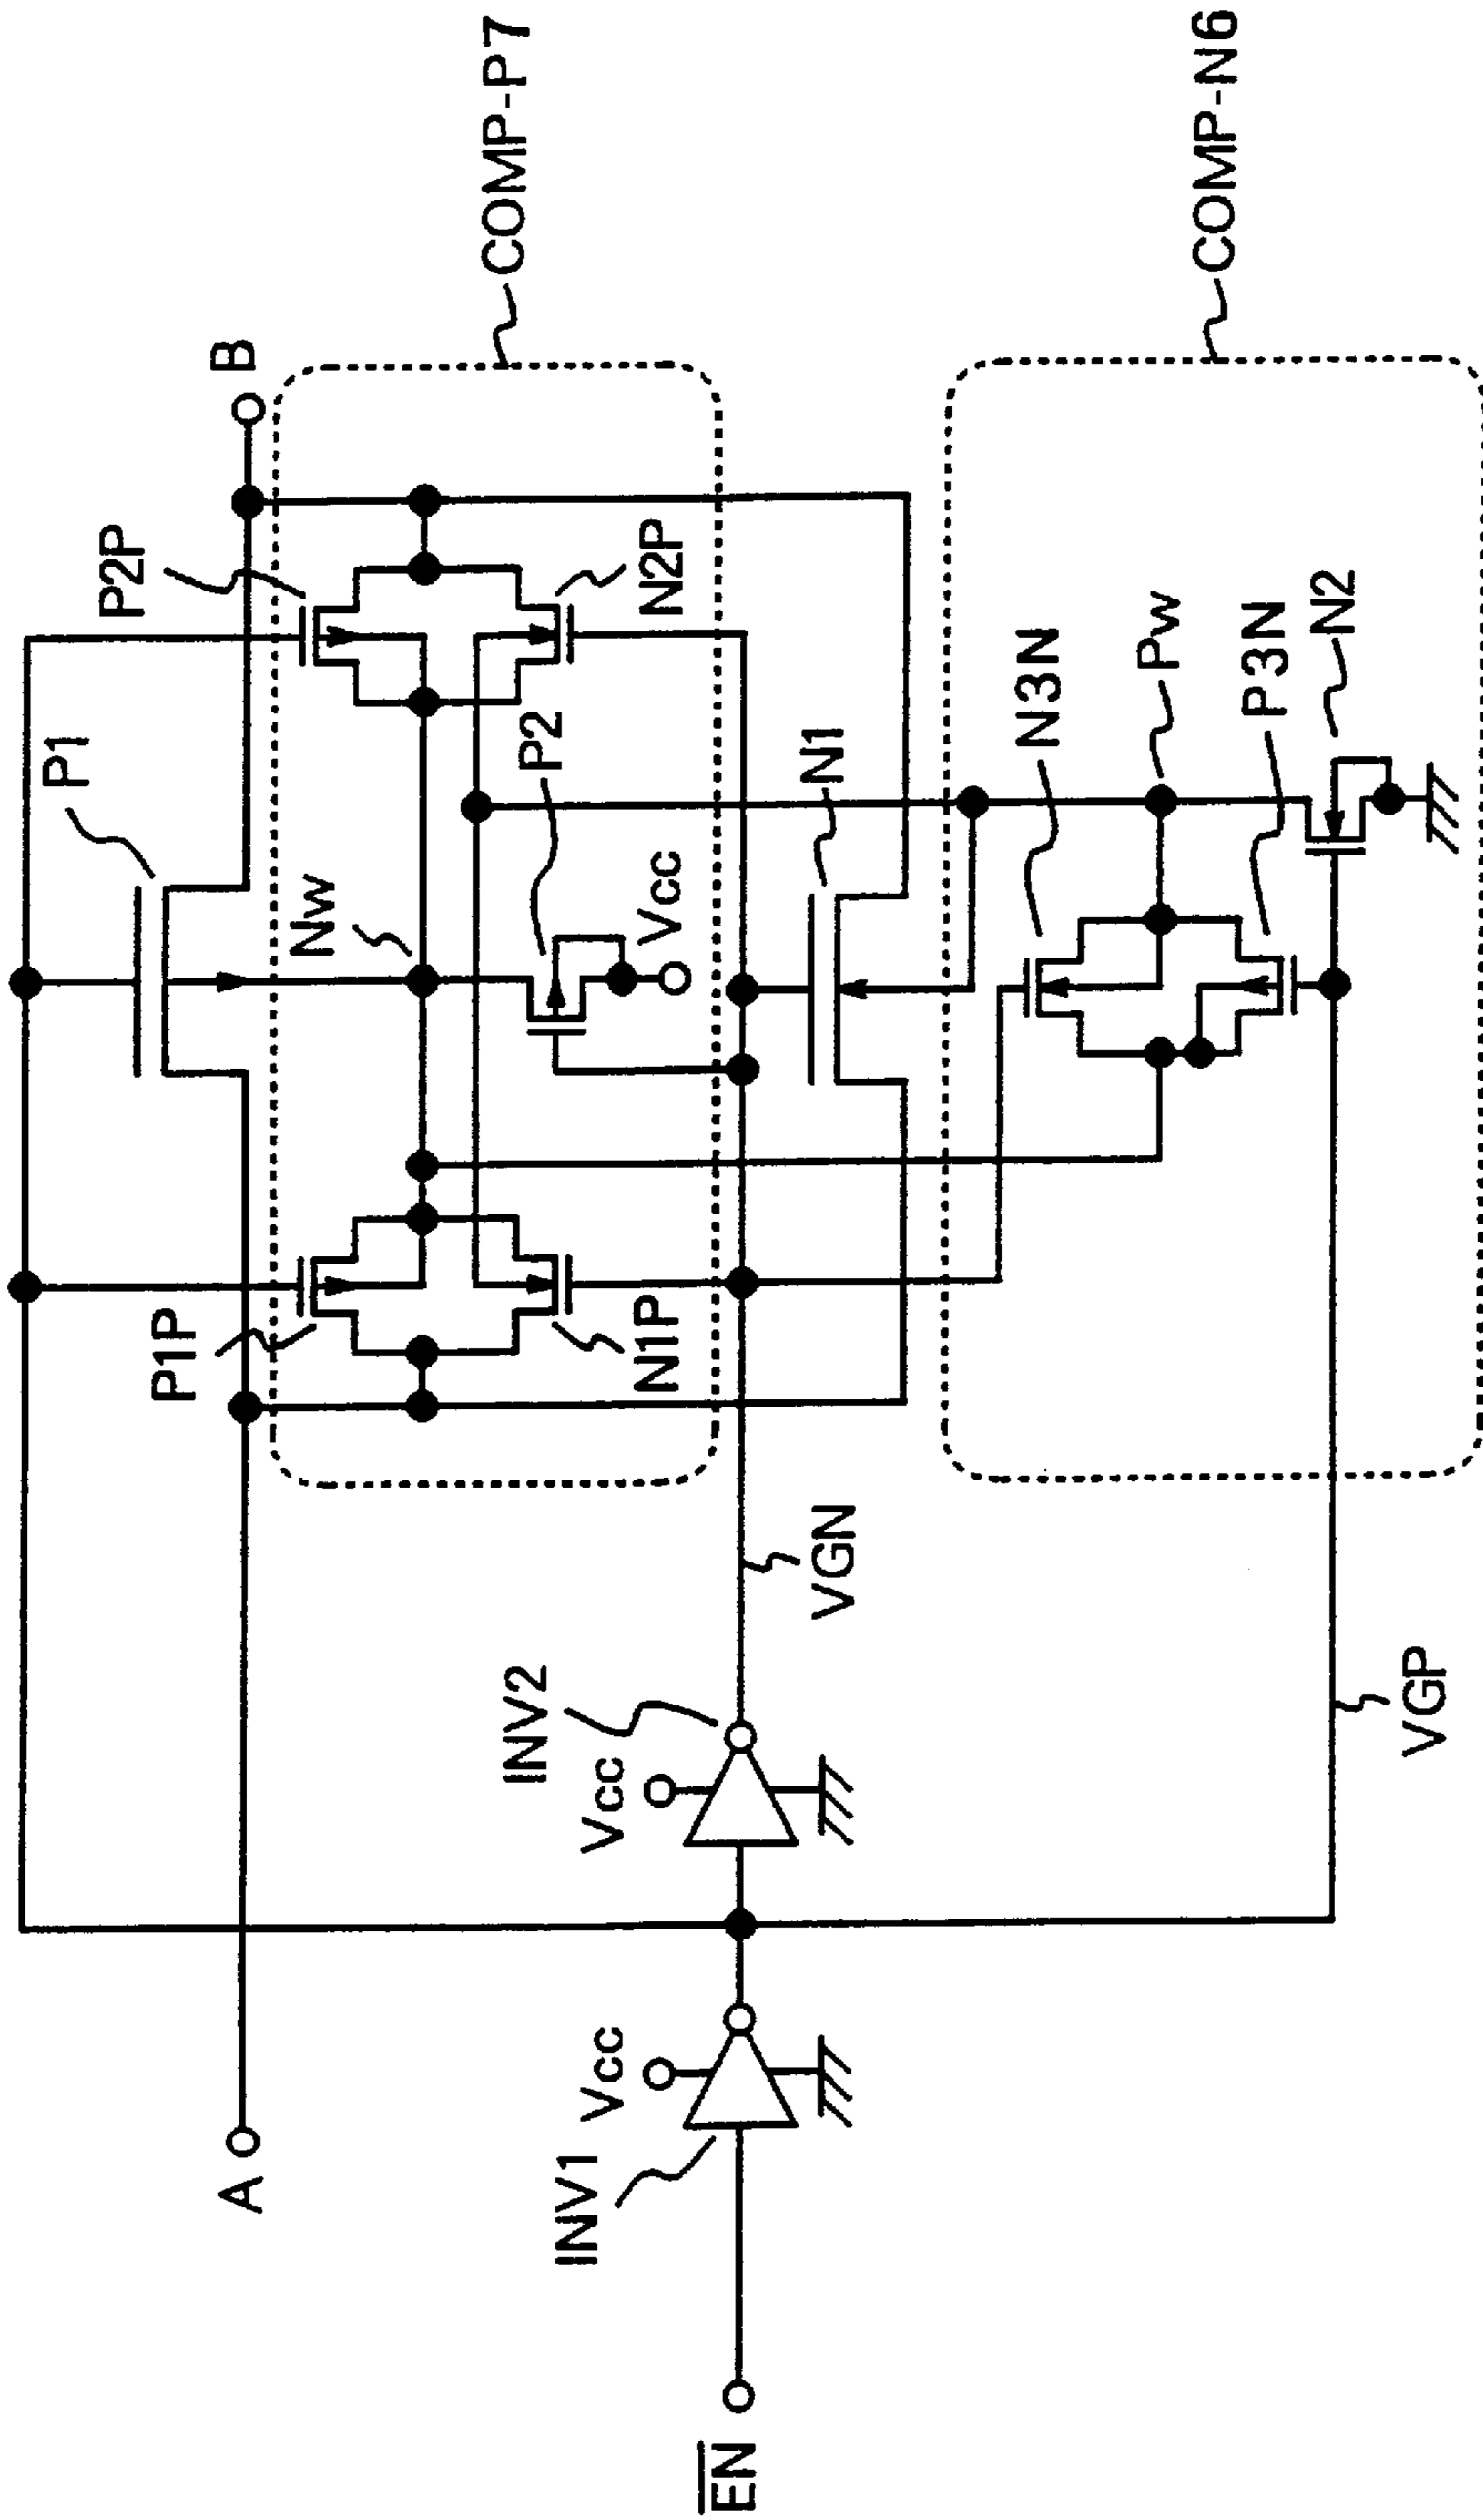 P1
P1P
P2P
A
B
Nw
COMP-P7
P2
Vcc
N1P
N2P
INV1
Vcc
INV2
Vcc
EN
VGN
N1
N3N
Pw
P3N
N2
COMP-N6
VGP